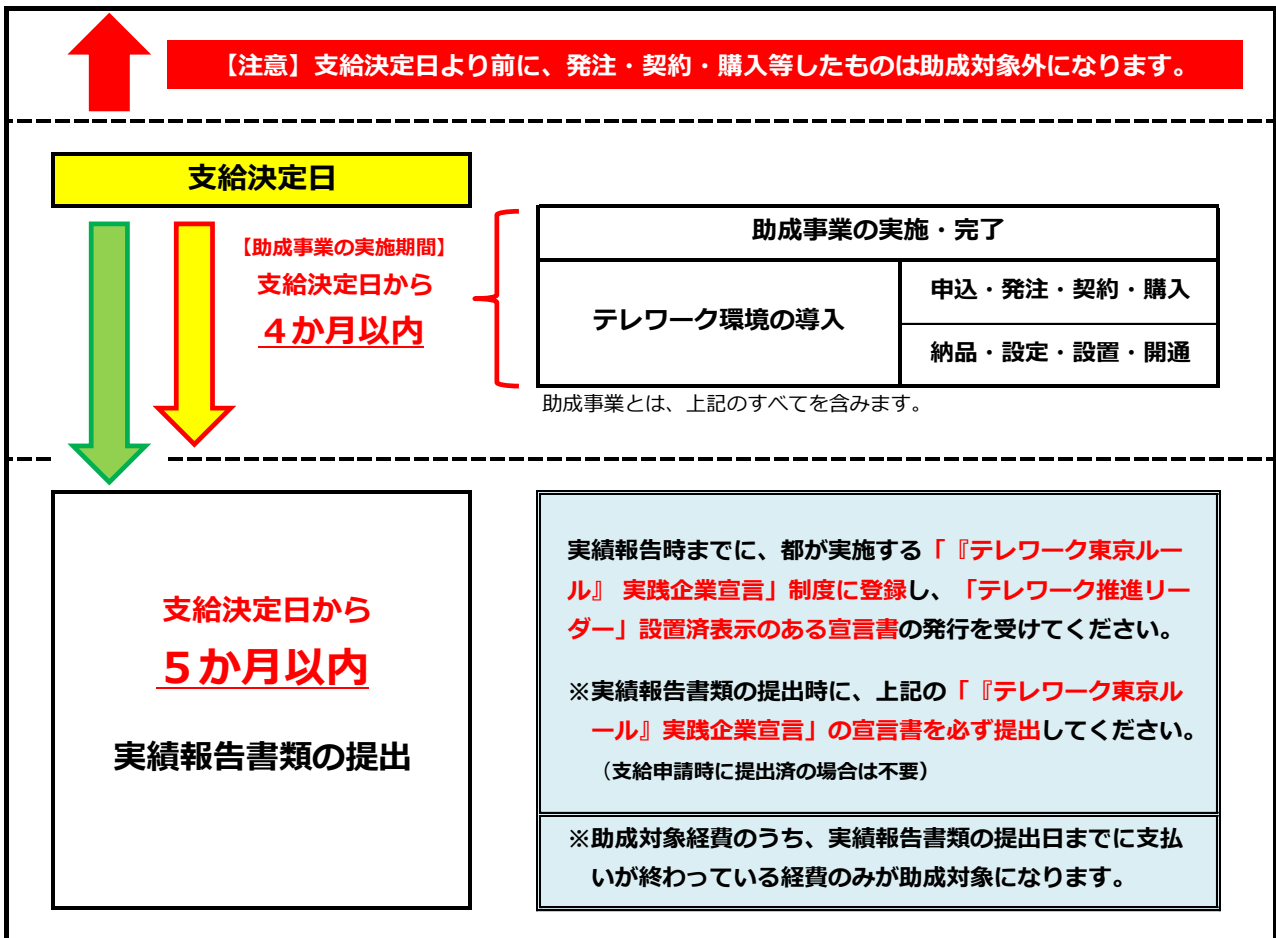 【注意】支給決定日より前に、発注・契約・購入等したものは助成対象外になります。
支給決定日
【助成事業の実施期間】
支給決定日から
４か月以内
助成事業の実施・完了
テレワーク環境の導入
申込・発注・契約・購入
納品・設定・設置・開通
助成事業とは、上記のすべてを含みます。
支給決定日から
５か月以内
実績報告書類の提出
実績報告時までに、都が実施する「『テレワーク東京ルー
ル』 実践企業宣言」制度に登録し、「テレワーク推進リー
ダー」設置済表示のある宣言書の発行を受けてください。
※実績報告書類の提出時に、上記の「『テレワーク東京ル
ール』実践企業宣言」の宣言書を必ず提出してください。
（支給申請時に提出済の場合は不要）
※助成対象経費のうち、実績報告書類の提出日までに支払
いが終わっている経費のみが助成対象になります。